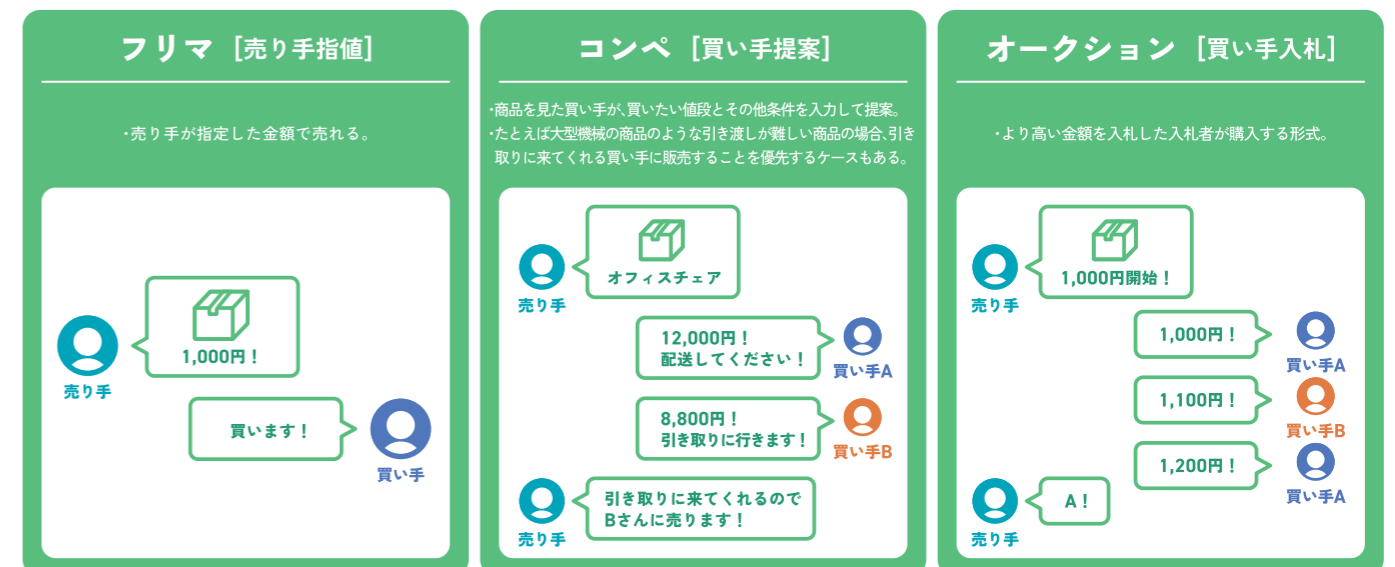 フリマ [売り手指値]
・売り手が指定した金額で売れる。
1,000円！
売り手
買います！
買い手
コンペ [買い手提案]
・商品を見た買い手が、買いたい値段とその他条件を入力して提案。
・たとえば大型機械の商品のような引き渡しが難しい商品の場合、引き
取りに来てくれる買い手に販売することを優先するケースもある。
オフィスチェア
売り手
12,000円！
配送してください！
買い手A
8,800円！
引き取りに行きます！
買い手B
引き取りに来てくれるので
Bさんに売ります！
売り手
オークション [買い手入札]
・より高い金額を入札した入札者が購入する形式。
1,000円開始！
売り手
1,000円！
買い手A
1,100円！
買い手B
1,200円！
買い手A
A！
売り手